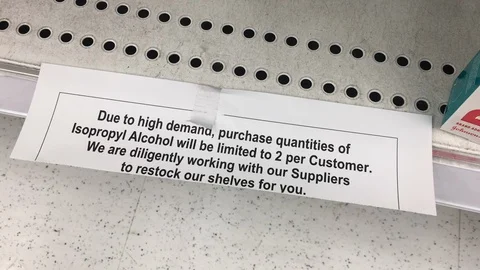 Due to high demand, purchase quantities of
Isopropyl Alcohol will be limited to 2 per Customer.
We are diligently working with our Suppliers
to restock our shelves for you.
Johnson